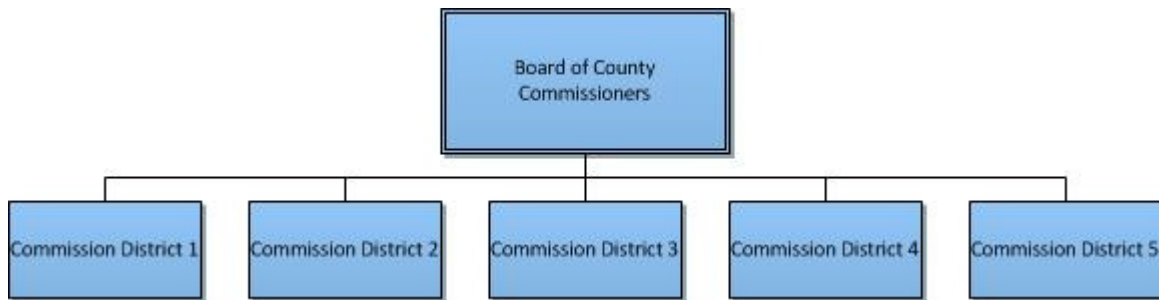 Board of County
Commissioners
Commission District 1
Commission District 2
Commission District 3
Commission District 4
Commission District 5